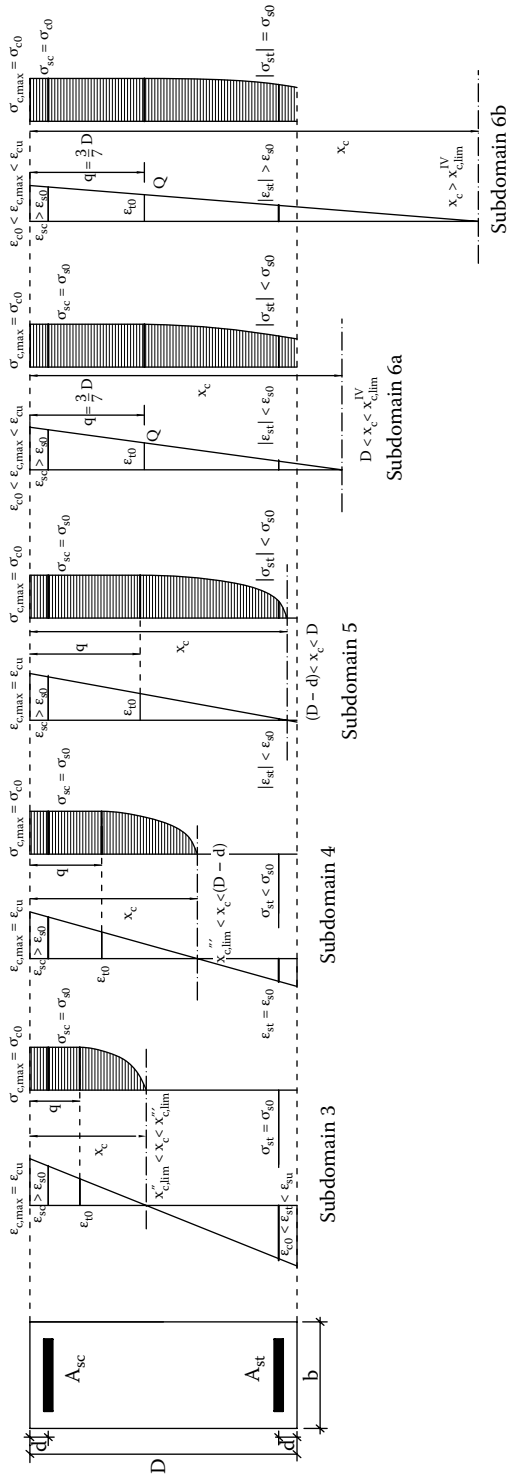 d
D
A_sc
A_st
d
b
ε_c,max = ε_cu
σ_c,max = σ_c0
ε_sc > ε_s0
σ_sc = σ_s0
q
ε_t0
x_c
x″_c,lim < x_c < x‴_c,lim
σ_st = σ_s0
ε_c0 < ε_st < ε_su
Subdomain 3
ε_c,max = ε_cu
σ_c,max = σ_c0
ε_sc > ε_s0
σ_sc = σ_s0
q
ε_t0
x_c
x‴_c,lim < x_c < (D – d)
σ_st < σ_s0
ε_st = ε_s0
Subdomain 4
ε_c,max = ε_cu
σ_c,max = σ_c0
ε_sc > ε_s0
σ_sc = σ_s0
q
ε_t0
x_c
|ε_st| < ε_s0
|σ_st| < σ_s0
(D – d) < x_c < D
Subdomain 5
ε_c0 < ε_c,max < ε_cu
σ_c,max = σ_c0
ε_sc > ε_s0
σ_sc = σ_s0
q = 3/7 D
ε_t0
Q
x_c
|ε_st| < ε_s0
|σ_st| < σ_s0
D < x_c < x^IV_c,lim
Subdomain 6a
ε_c0 < ε_c,max < ε_cu
σ_c,max = σ_c0
ε_sc > ε_s0
σ_sc = σ_c0
q = 3/7 D
ε_t0
Q
|ε_st| > ε_s0
|σ_st| = σ_s0
x_c
x_c > x^IV_c,lim
Subdomain 6b